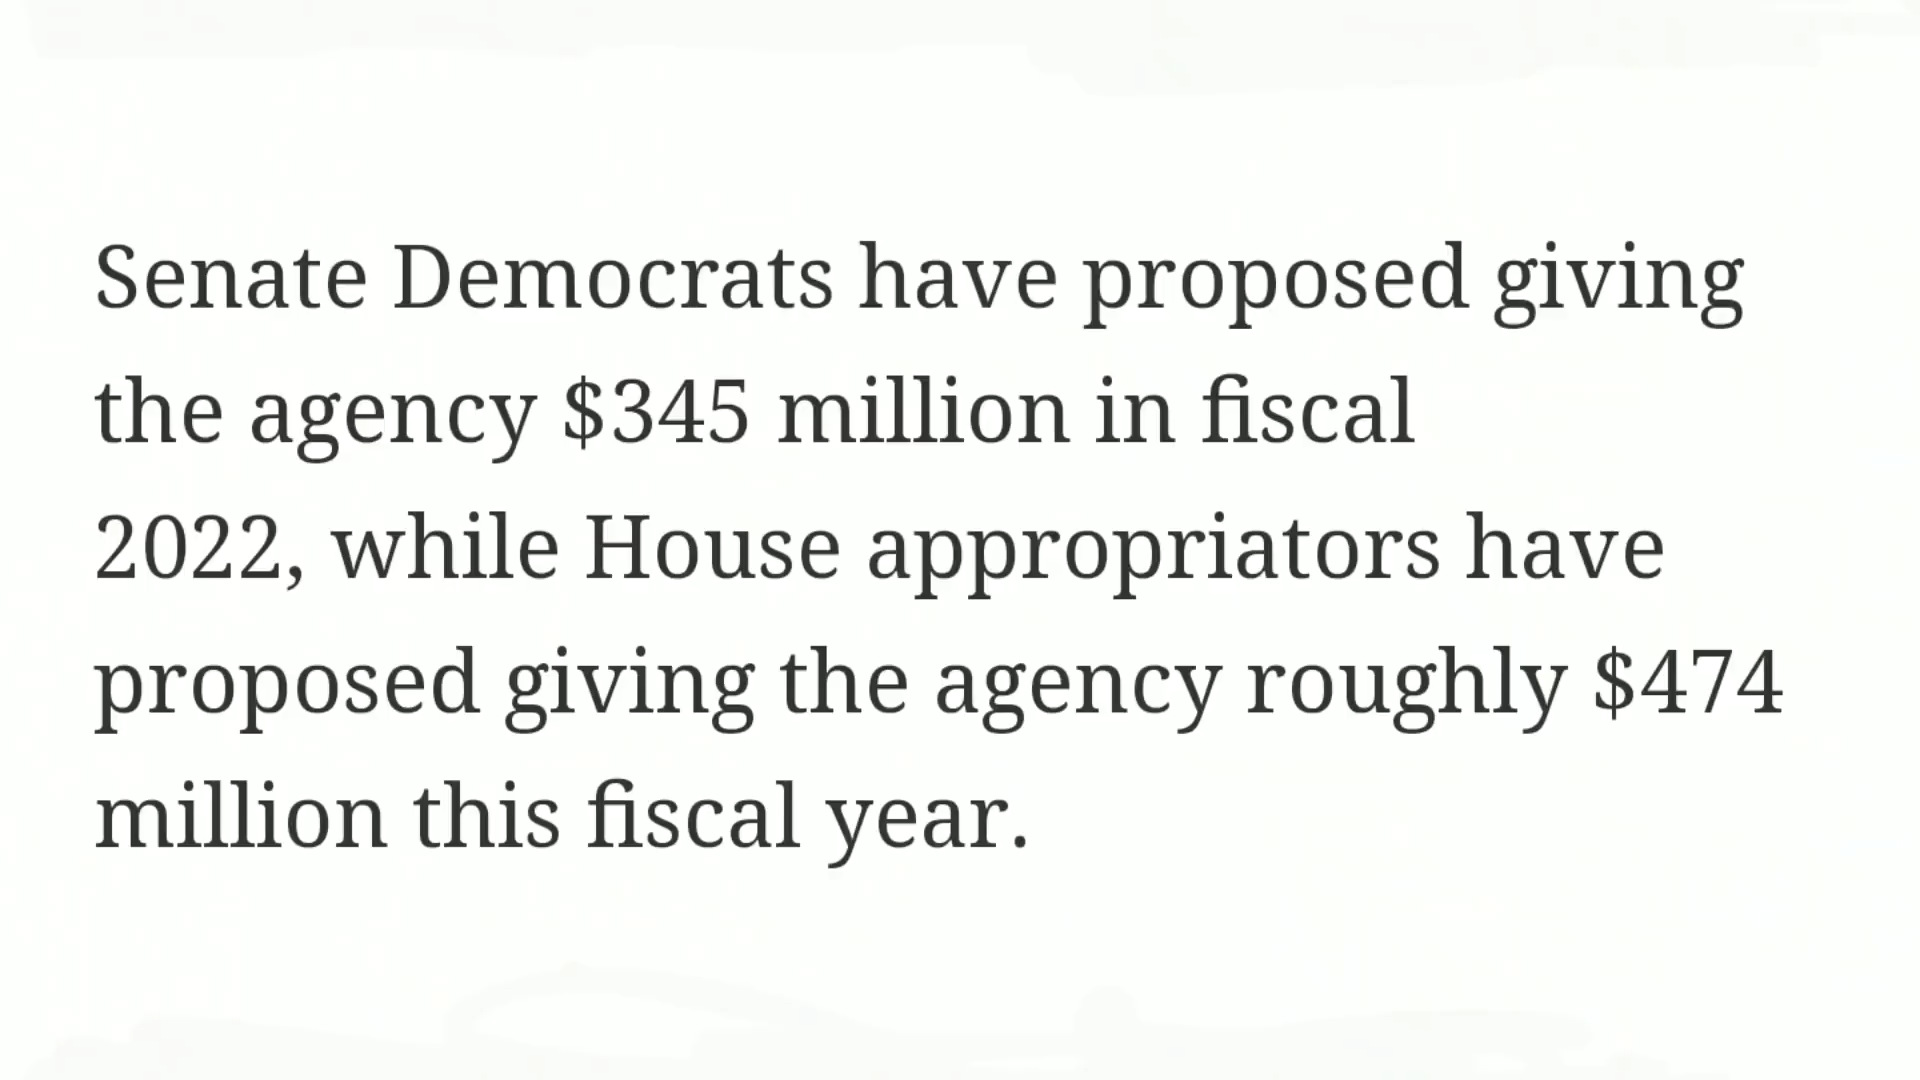 Senate Democrats have proposed giving
the agency $345 million in fiscal
2022, while House appropriators have
proposed giving the agency roughly $474
million this fiscal year.